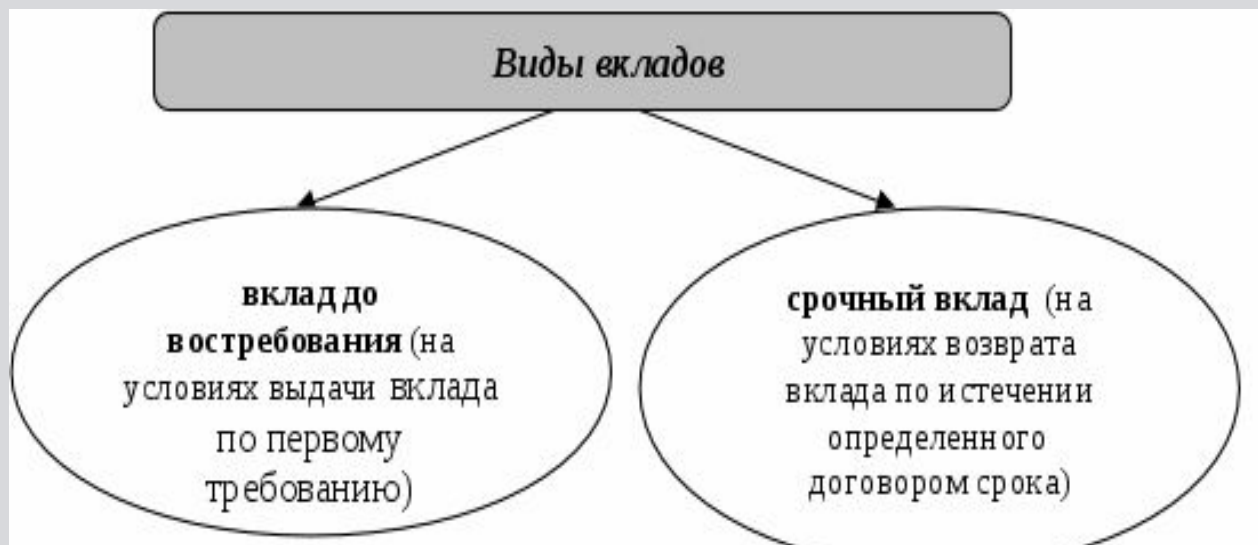 Виды вкладов
вклад до
востребования (на
условиях выдачи вклада
по первому
требованию)
срочный вклад (на
условиях возврата
вклада по истечении
определенного
договором срока)